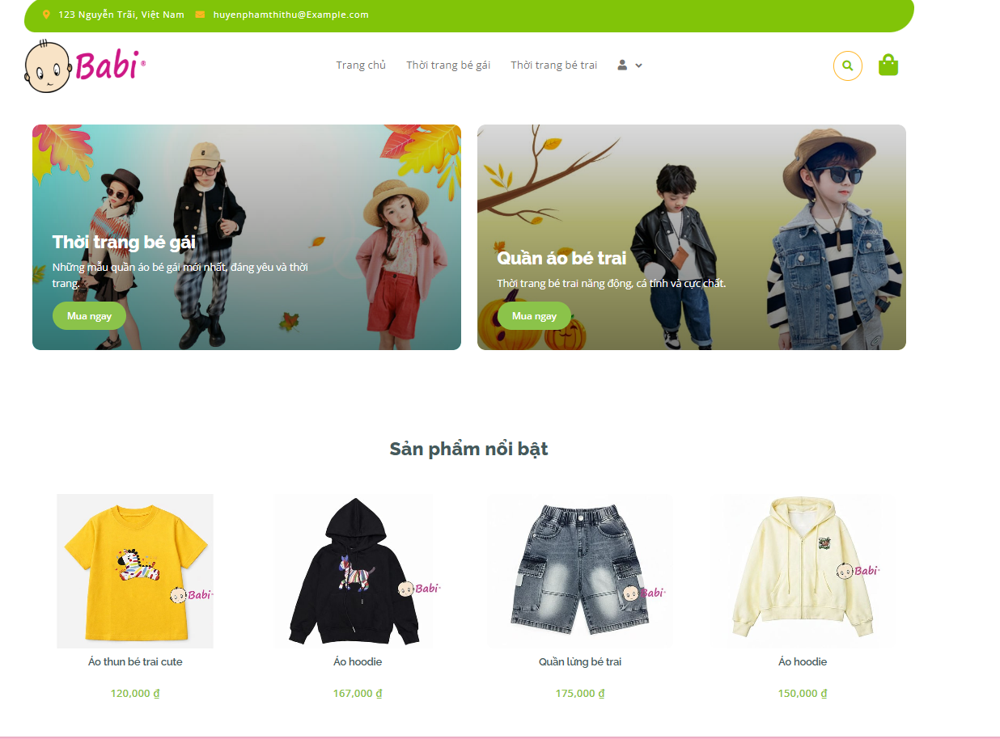 123 Nguyễn Trãi, Việt Nam huyenphamthithu@Example.com
Babi®
Trang chủ Thời trang bé gái Thời trang bé trai
Thời trang bé gái
Những mẫu quần áo bé gái mới nhất, đáng yêu và thời
trang.
Mua ngay
Quần áo bé trai
Thời trang bé trai năng động, cá tính và cực chất.
Mua ngay
Sản phẩm nổi bật
Babi
Babi
Babi
Babi
Áo thun bé trai cute
Áo hoodie
Quần lửng bé trai
Áo hoodie
120,000 ₫
167,000 ₫
175,000 ₫
150,000 ₫